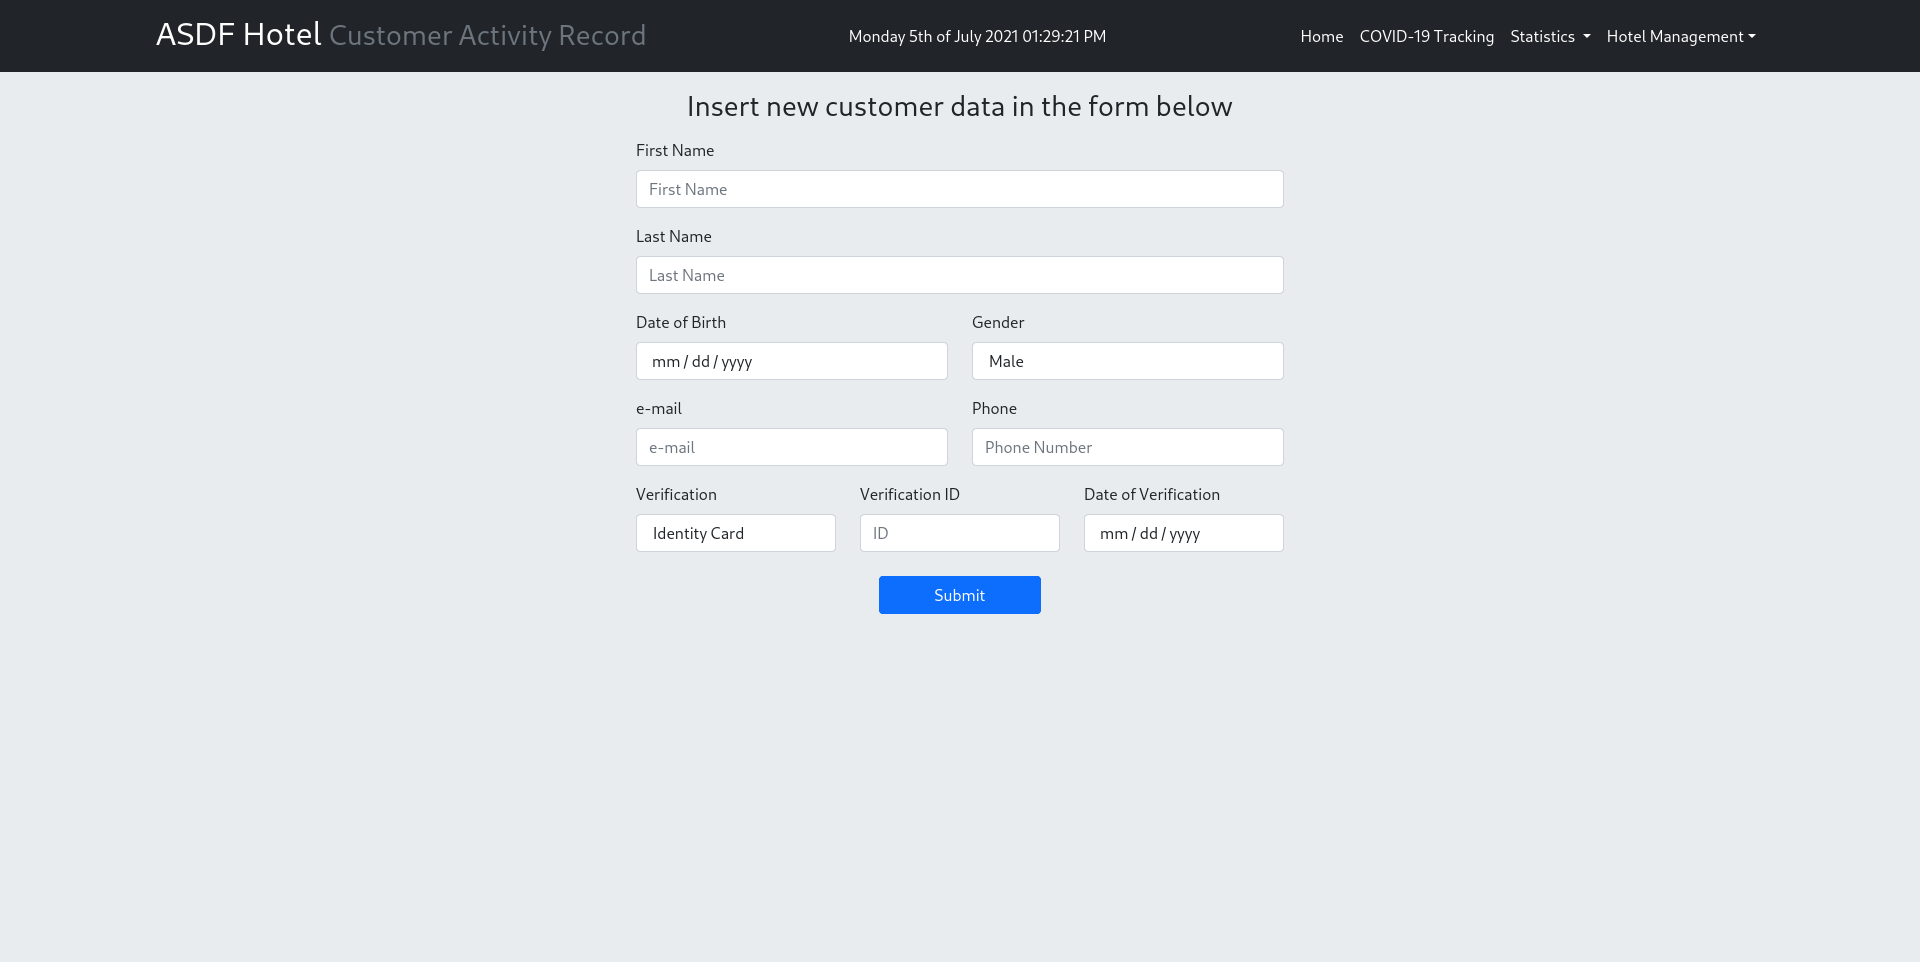 ASDF Hotel Customer Activity Record Monday 5th of July 2021 01:29:21 PM Home COVID-19 Tracking Statistics Hotel Management
Insert new customer data in the form below
First Name
First Name
Last Name
Last Name
Date of Birth Gender
mm / dd / yyyy Male
e-mail Phone
e-mail Phone Number
Verification Verification ID Date of Verification
Identity Card ID mm / dd / yyyy
Submit